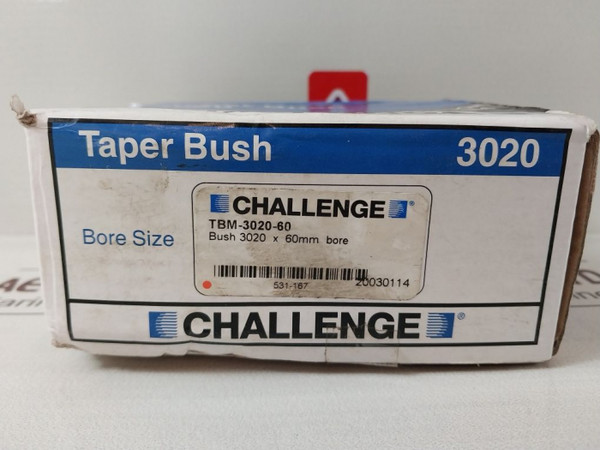 Taper Bush 3020
CHALLENGE®
TBM-3020-60
Bore Size
Bush 3020 x 60mm bore
531-167
20030114
CHALLENGE®